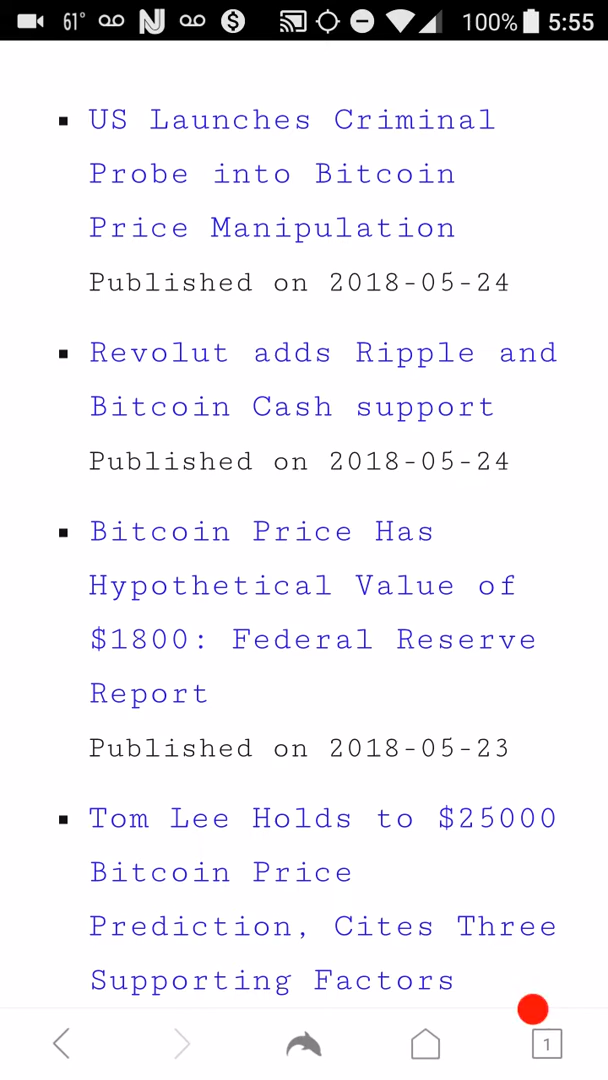 61° 100% 5:55
US Launches Criminal
Probe into Bitcoin
Price Manipulation
Published on 2018-05-24
Revolut adds Ripple and
Bitcoin Cash support
Published on 2018-05-24
Bitcoin Price Has
Hypothetical Value of
$1800: Federal Reserve
Report
Published on 2018-05-23
Tom Lee Holds to $25000
Bitcoin Price
Prediction, Cites Three
Supporting Factors
1